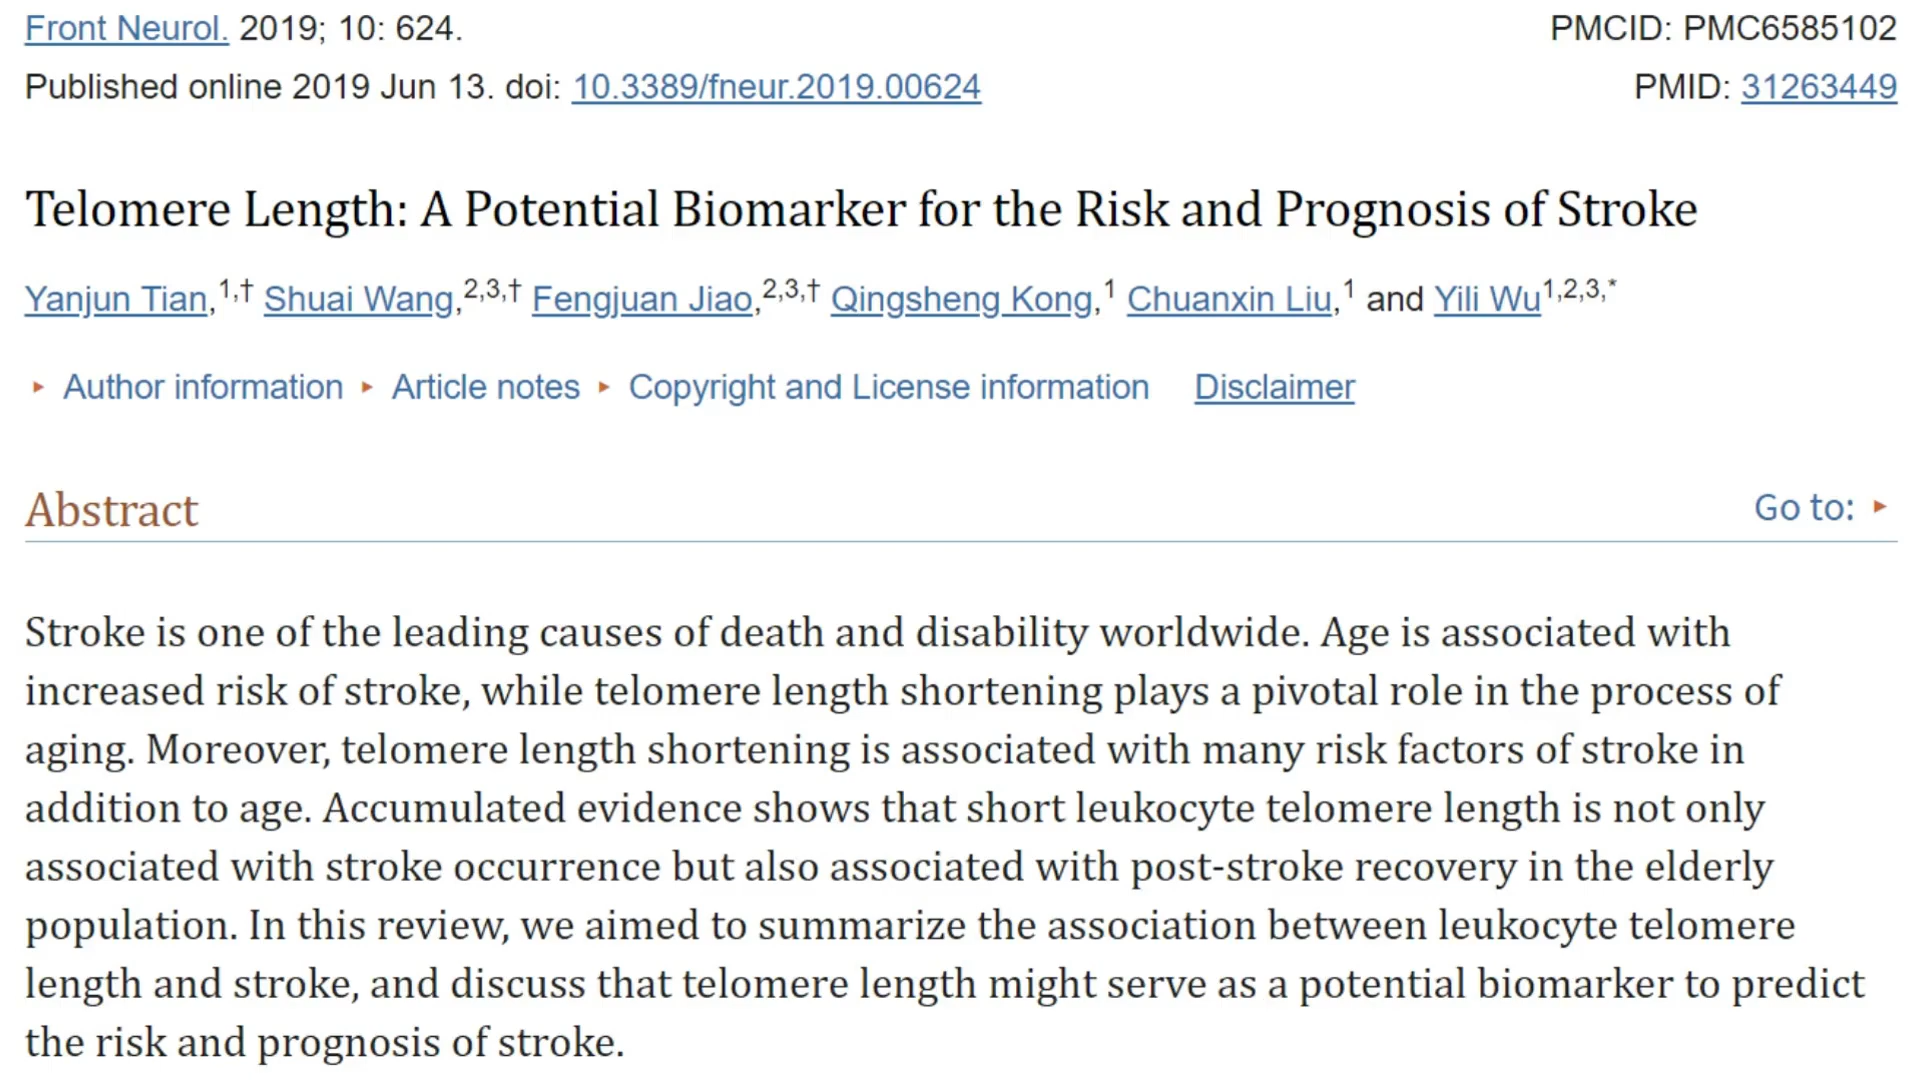 Front Neurol. 2019; 10: 624. PMCID: PMC6585102
Published online 2019 Jun 13. doi: 10.3389/fneur.2019.00624 PMID: 31263449
Telomere Length: A Potential Biomarker for the Risk and Prognosis of Stroke
Yanjun Tian,1,† Shuai Wang,2,3,† Fengjuan Jiao,2,3,† Qingsheng Kong,1 Chuanxin Liu,1 and Yili Wu1,2,3,*
▸ Author information ▸ Article notes ▸ Copyright and License information Disclaimer
Abstract Go to: ▸
Stroke is one of the leading causes of death and disability worldwide. Age is associated with
increased risk of stroke, while telomere length shortening plays a pivotal role in the process of
aging. Moreover, telomere length shortening is associated with many risk factors of stroke in
addition to age. Accumulated evidence shows that short leukocyte telomere length is not only
associated with stroke occurrence but also associated with post-stroke recovery in the elderly
population. In this review, we aimed to summarize the association between leukocyte telomere
length and stroke, and discuss that telomere length might serve as a potential biomarker to predict
the risk and prognosis of stroke.